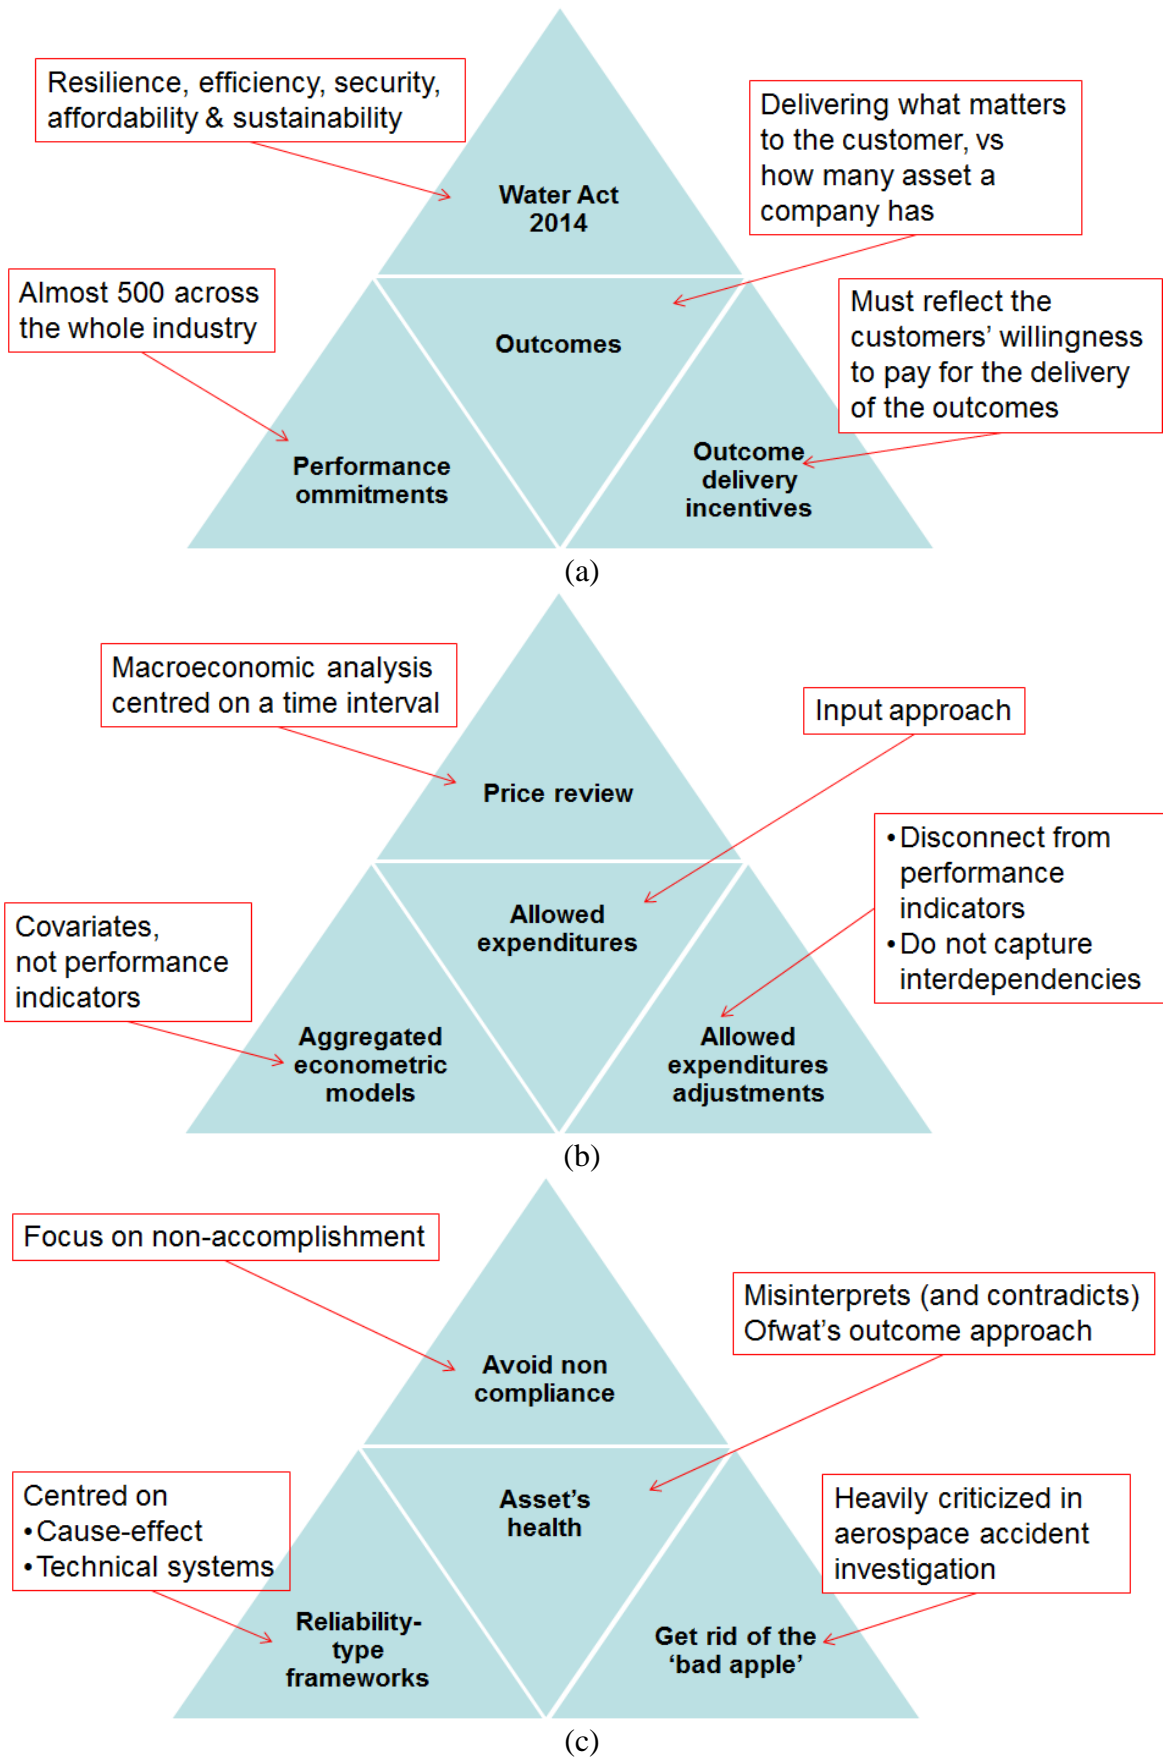 Resilience, efficiency, security,
affordability & sustainability
Delivering what matters
to the customer, vs
how many asset a
company has
Water Act
2014
Almost 500 across
the whole industry
Must reflect the
customers’ willingness
to pay for the delivery
of the outcomes
Outcomes
Performance
ommitments
Outcome
delivery
incentives
(a)
Macroeconomic analysis
centred on a time interval
Input approach
Price review
•Disconnect from
performance
indicators
•Do not capture
interdependencies
Covariates,
not performance
indicators
Allowed
expenditures
Aggregated
econometric
models
Allowed
expenditures
adjustments
(b)
Focus on non-accomplishment
Misinterprets (and contradicts)
Ofwat’s outcome approach
Avoid non
compliance
Centred on
•Cause-effect
•Technical systems
Asset’s
health
Heavily criticized in
aerospace accident
investigation
Reliability-
type
frameworks
Get rid of the
‘bad apple’
(c)